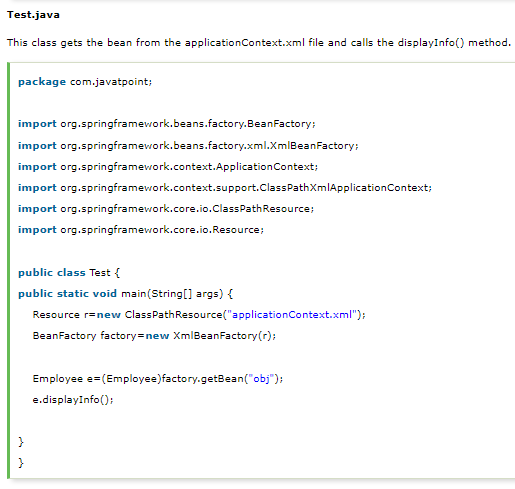 Test.java
This class gets the bean from the applicationContext.xml file and calls the displayInfo() method.
package com.javatpoint;
import org.springframework.beans.factory.BeanFactory;
import org.springframework.beans.factory.xml.XmlBeanFactory;
import org.springframework.context.ApplicationContext;
import org.springframework.context.support.ClassPathXmlApplicationContext;
import org.springframework.core.io.ClassPathResource;
import org.springframework.core.io.Resource;
public class Test {
public static void main(String[] args) {
Resource r=new ClassPathResource("applicationContext.xml");
BeanFactory factory=new XmlBeanFactory(r);
Employee e=(Employee)factory.getBean("obj");
e.displayInfo();
}
}